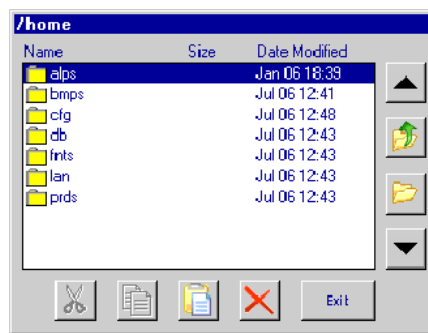 /home
Name Size Date Modified
alps Jan 06 18:39
bmps Jul 06 12:41
cfg Jul 06 12:48
db Jul 06 12:43
fnts Jul 06 12:43
lan Jul 06 12:43
prds Jul 06 12:43
Exit